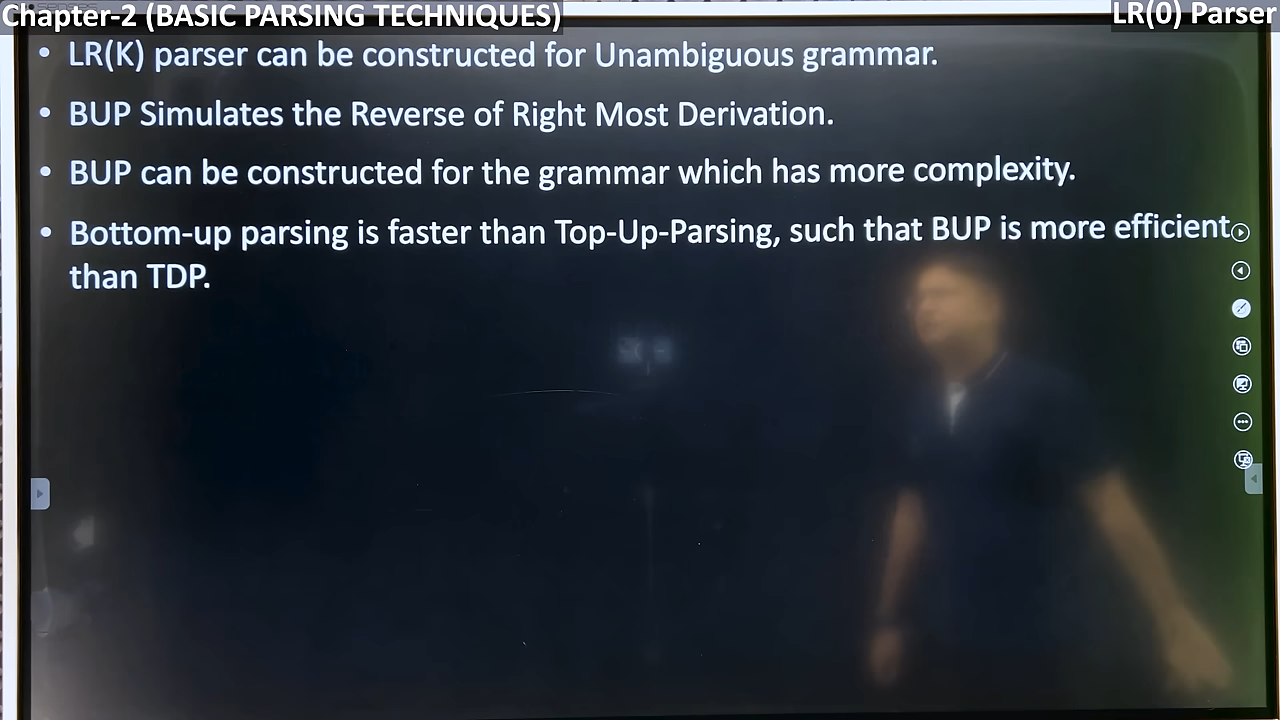 Chapter-2 (BASIC PARSING TECHNIQUES)
LR(0) Parser
• LR(K) parser can be constructed for Unambiguous grammar.
• BUP Simulates the Reverse of Right Most Derivation.
• BUP can be constructed for the grammar which has more complexity.
• Bottom-up parsing is faster than Top-Up-Parsing, such that BUP is more efficient
than TDP.